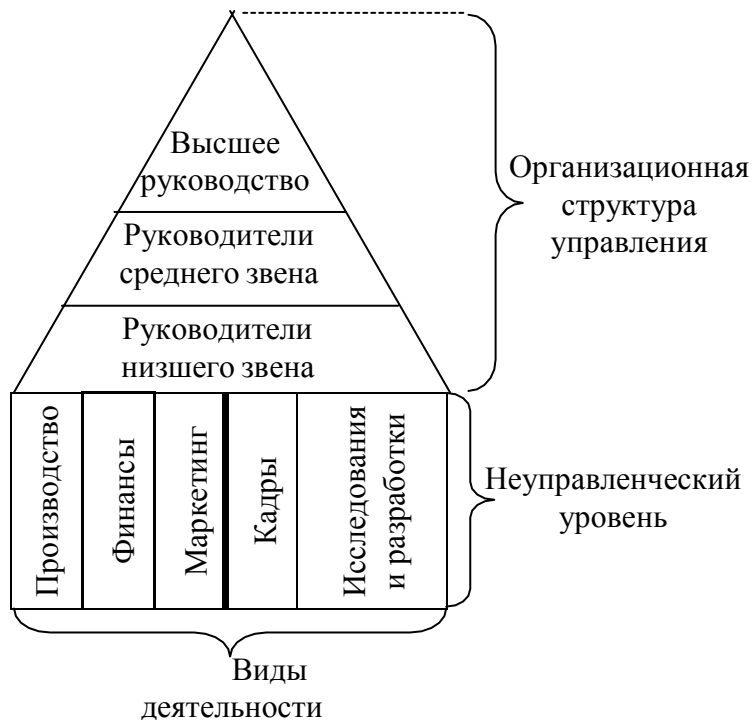 Высшее
руководство
Организационная
структура
управления
Руководители
среднего звена
Руководители
низшего звена
Производство
Финансы
Маркетинг
Кадры
Исследования
и разработки
Неуправленческий
уровень
Виды
деятельности